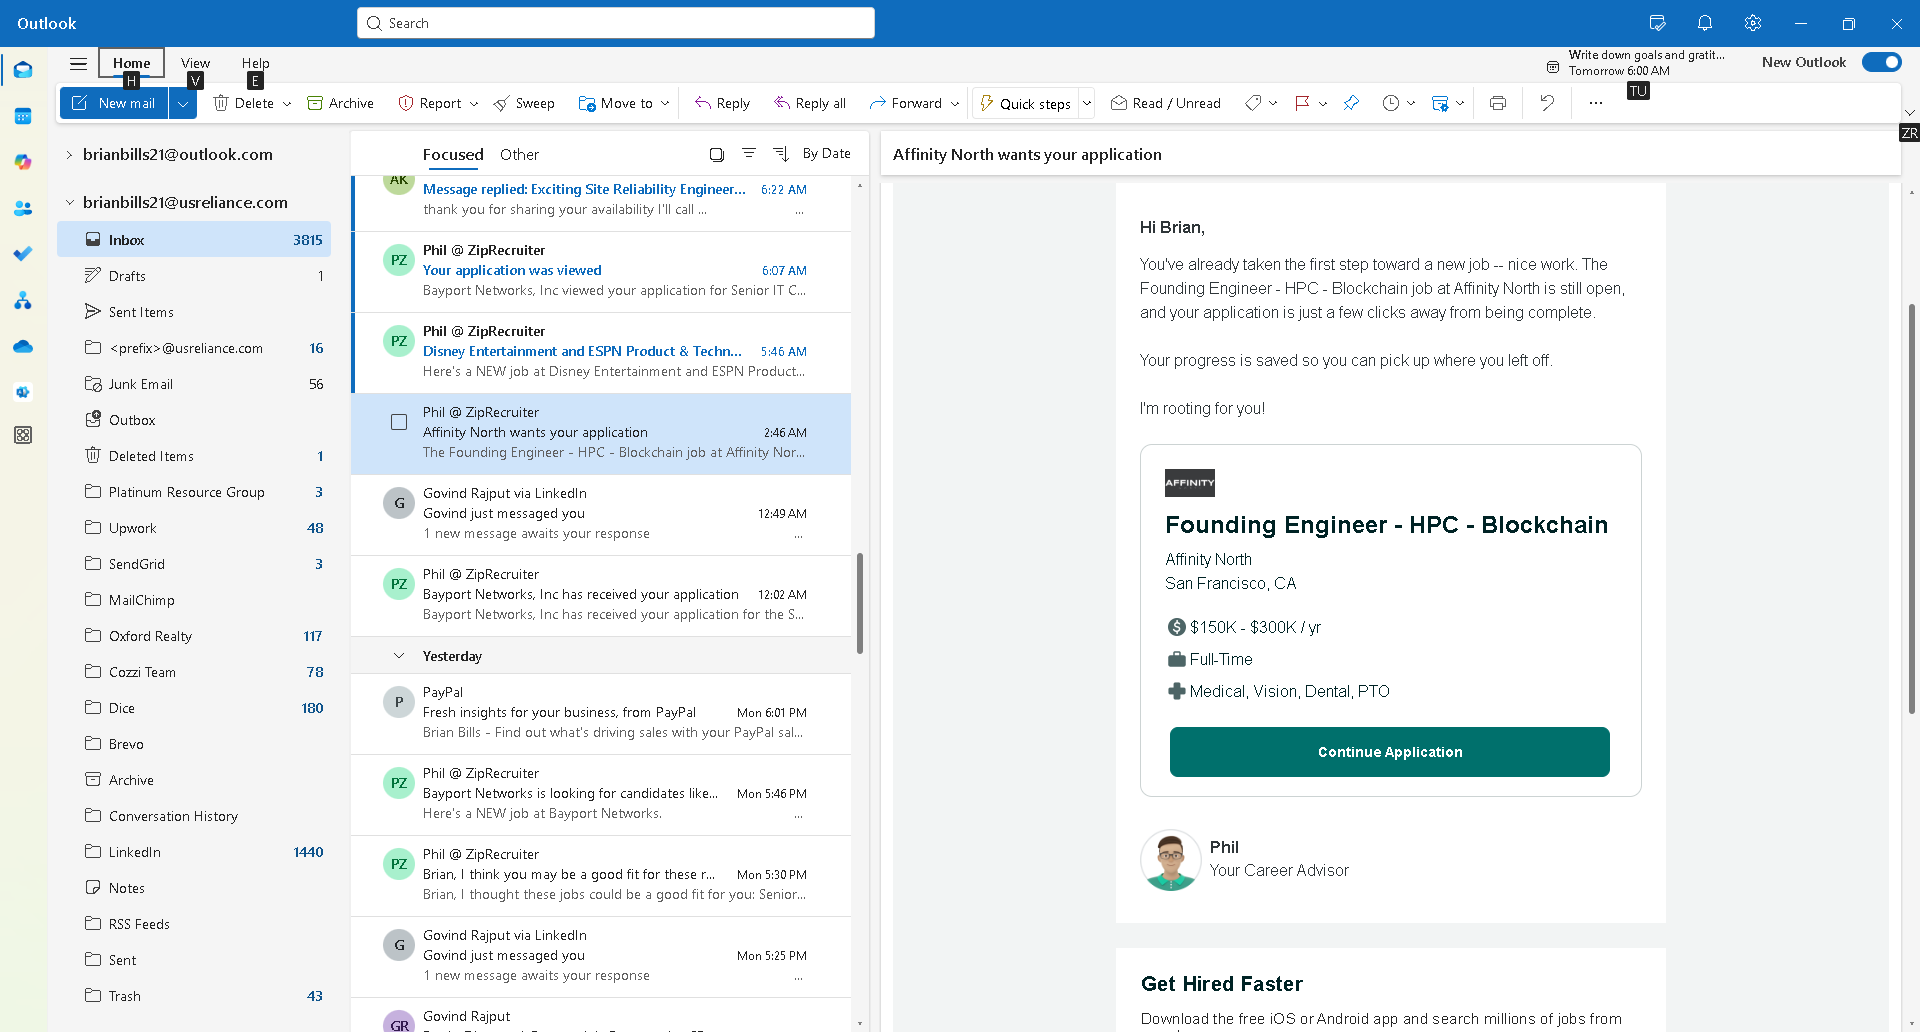 Outlook
Search
Home
View
Help
H
V
E
Write down goals and gratit...
Tomorrow 6:00 AM
TU
New Outlook
New mail
Delete
Archive
Report
Sweep
Move to
Reply
Reply all
Forward
Quick steps
Read / Unread
ZR
brianbills21@outlook.com
brianbills21@usreliance.com
Inbox 3815
Drafts 1
Sent Items
<prefix>@usreliance.com 16
Junk Email 56
Outbox
Deleted Items 1
Platinum Resource Group 3
Upwork 48
SendGrid 3
MailChimp
Oxford Realty 117
Cozzi Team 78
Dice 180
Brevo
Archive
Conversation History
LinkedIn 1440
Notes
RSS Feeds
Sent
Trash 43
Focused Other By Date
AK
Message replied: Exciting Site Reliability Engineer... 6:22 AM
thank you for sharing your availability I'll call ... ...
PZ
Phil @ ZipRecruiter
Your application was viewed 6:07 AM
Bayport Networks, Inc viewed your application for Senior IT C...
PZ
Phil @ ZipRecruiter
Disney Entertainment and ESPN Product & Techn... 5:46 AM
Here's a NEW job at Disney Entertainment and ESPN Product...
Phil @ ZipRecruiter
Affinity North wants your application 2:46 AM
The Founding Engineer - HPC - Blockchain job at Affinity Nor...
G
Govind Rajput via LinkedIn
Govind just messaged you 12:49 AM
1 new message awaits your response ...
PZ
Phil @ ZipRecruiter
Bayport Networks, Inc has received your application 12:02 AM
Bayport Networks, Inc has received your application for the S...
Yesterday
P
PayPal
Fresh insights for your business, from PayPal Mon 6:01 PM
Brian Bills - Find out what's driving sales with your PayPal sal...
PZ
Phil @ ZipRecruiter
Bayport Networks is looking for candidates like... Mon 5:46 PM
Here's a NEW job at Bayport Networks. ...
PZ
Phil @ ZipRecruiter
Brian, I think you may be a good fit for these r... Mon 5:30 PM
Brian, I thought these jobs could be a good fit for you: Senior...
G
Govind Rajput via LinkedIn
Govind just messaged you Mon 5:25 PM
1 new message awaits your response ...
GR
Govind Rajput
Affinity North wants your application
Hi Brian,
You've already taken the first step toward a new job -- nice work. The
Founding Engineer - HPC - Blockchain job at Affinity North is still open,
and your application is just a few clicks away from being complete.
Your progress is saved so you can pick up where you left off.
I'm rooting for you!
AFFINITY
Founding Engineer - HPC - Blockchain
Affinity North
San Francisco, CA
$150K - $300K / yr
Full-Time
Medical, Vision, Dental, PTO
Continue Application
Phil
Your Career Advisor
Get Hired Faster
Download the free iOS or Android app and search millions of jobs from